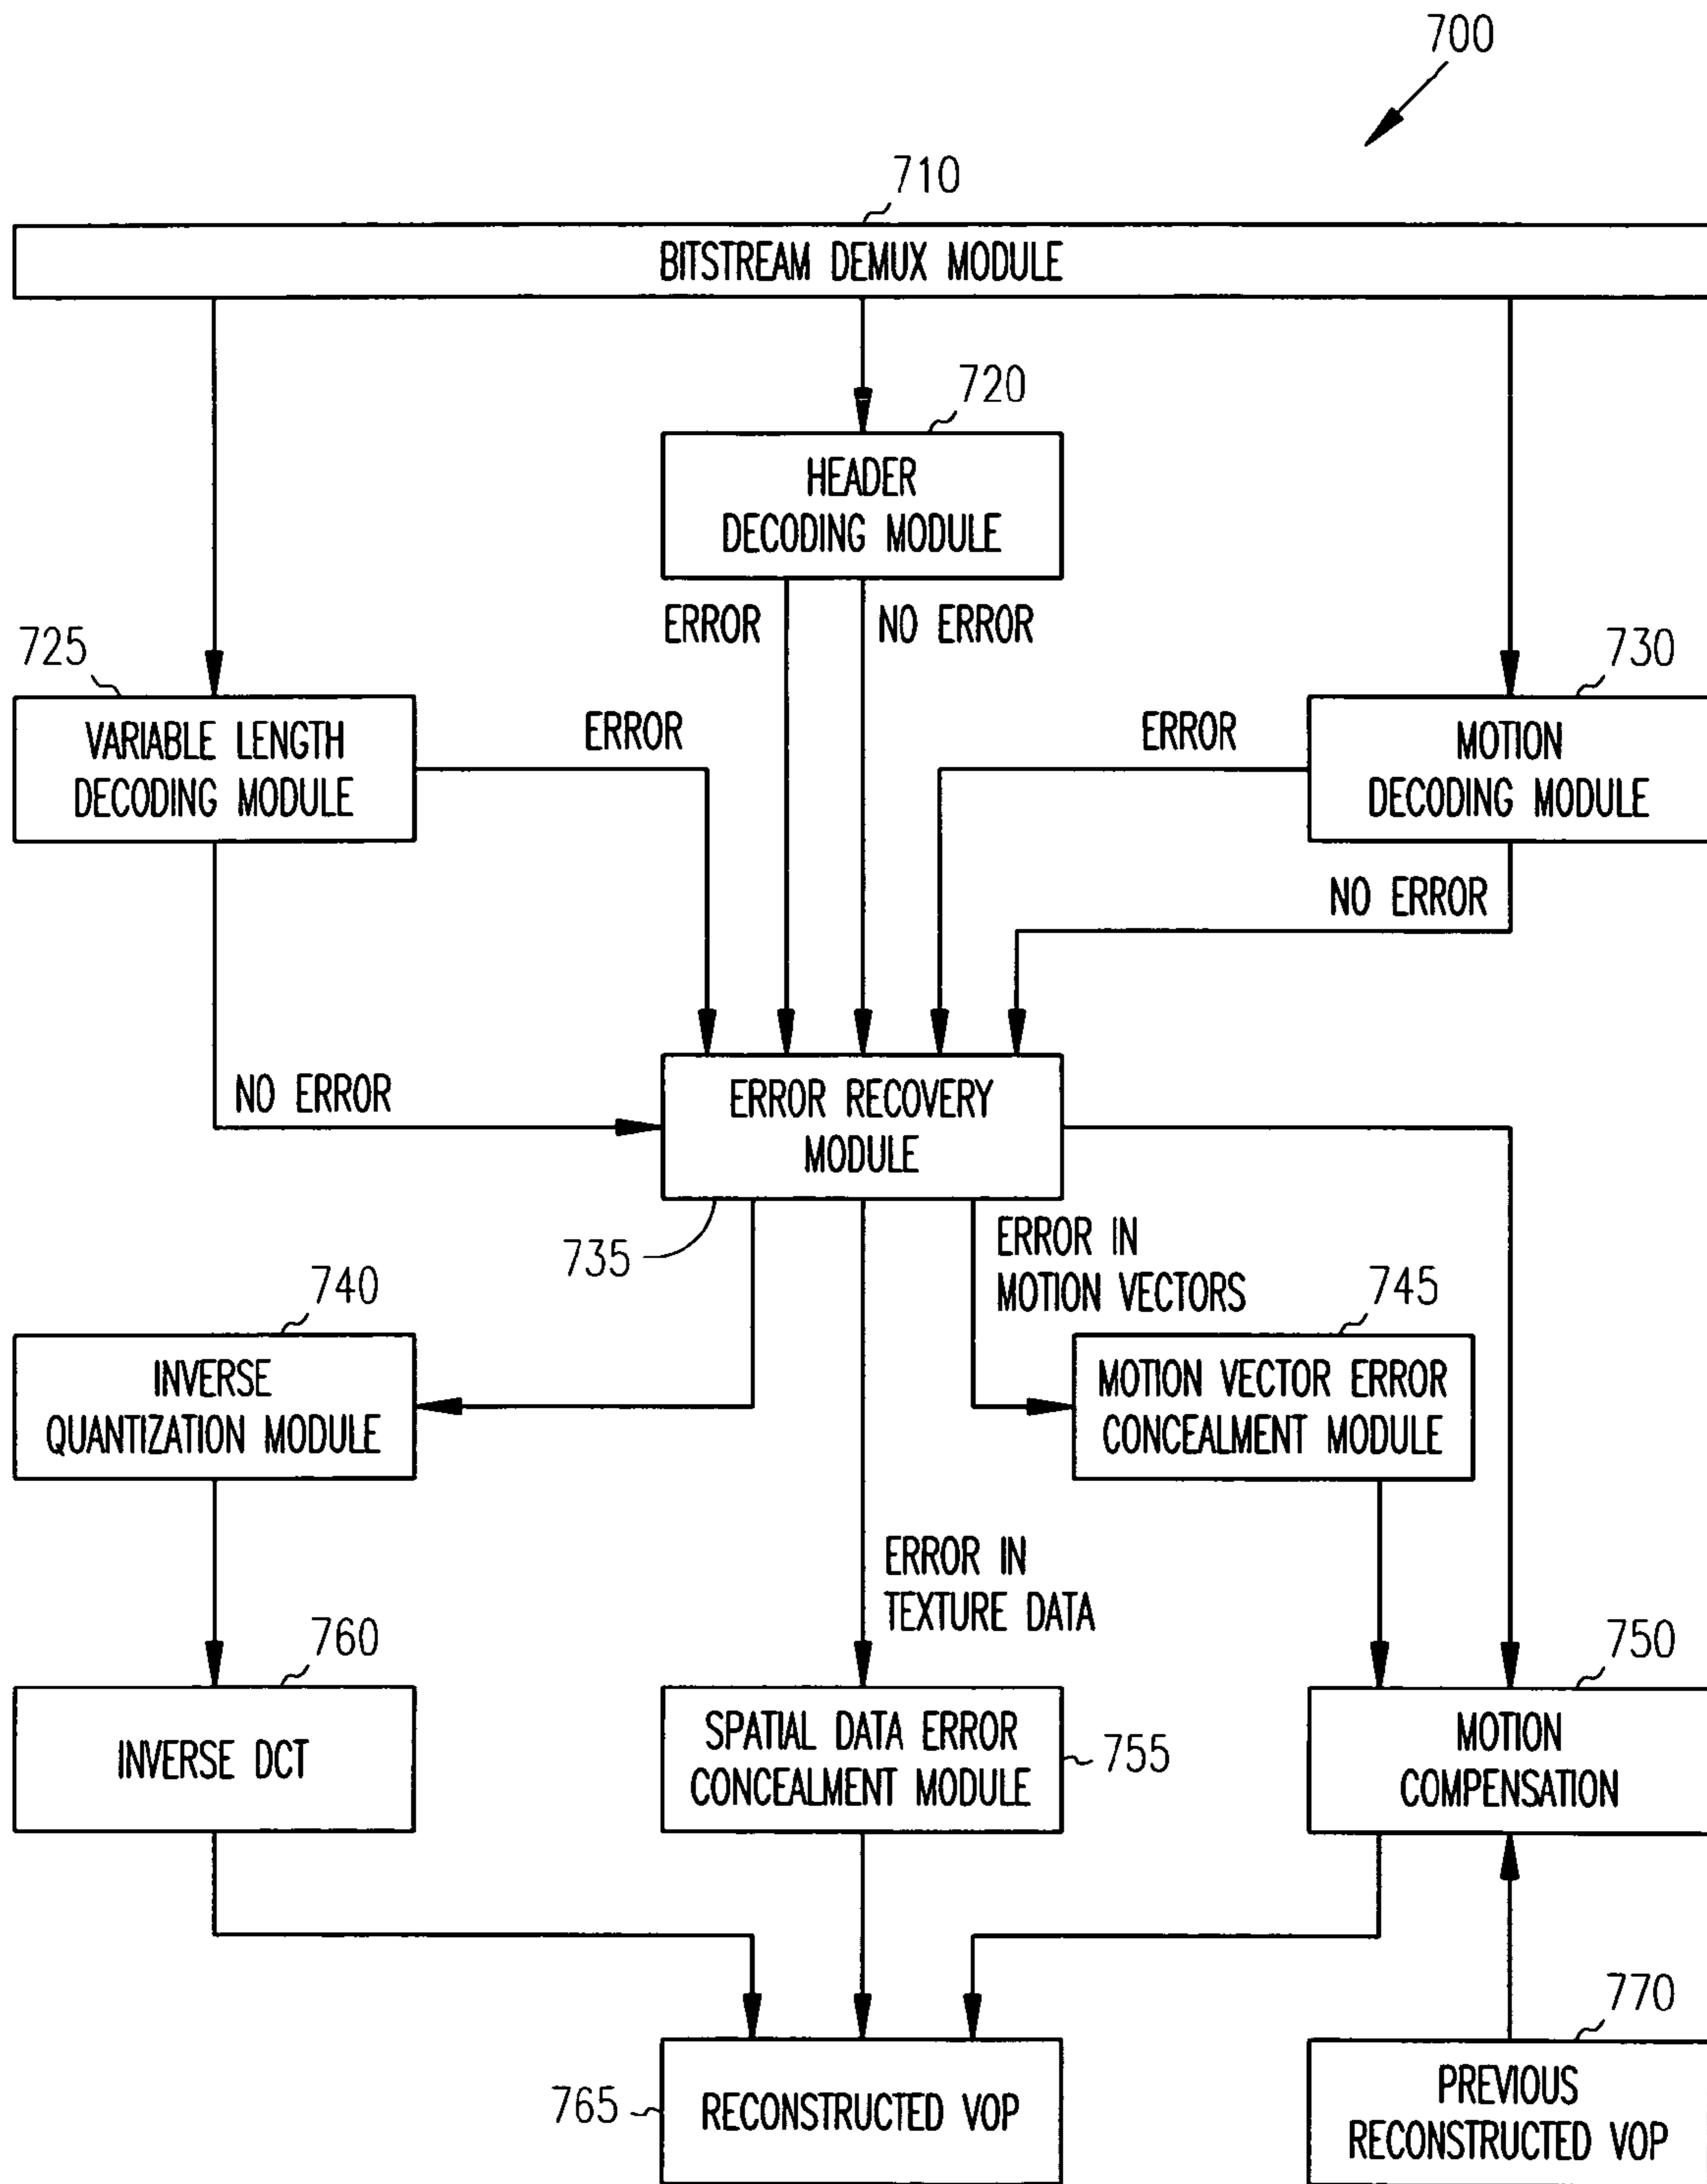 700
710
BITSTREAM DEMUX MODULE
720
HEADER
DECODING MODULE
ERROR
NO ERROR
725
VARIABLE LENGTH
DECODING MODULE
ERROR
730
MOTION
DECODING MODULE
ERROR
NO ERROR
NO ERROR
ERROR RECOVERY
MODULE
735
ERROR IN
MOTION VECTORS
740
INVERSE
QUANTIZATION MODULE
745
MOTION VECTOR ERROR
CONCEALMENT MODULE
ERROR IN
TEXTURE DATA
760
INVERSE DCT
SPATIAL DATA ERROR
CONCEALMENT MODULE
755
750
MOTION
COMPENSATION
765
RECONSTRUCTED VOP
770
PREVIOUS
RECONSTRUCTED VOP